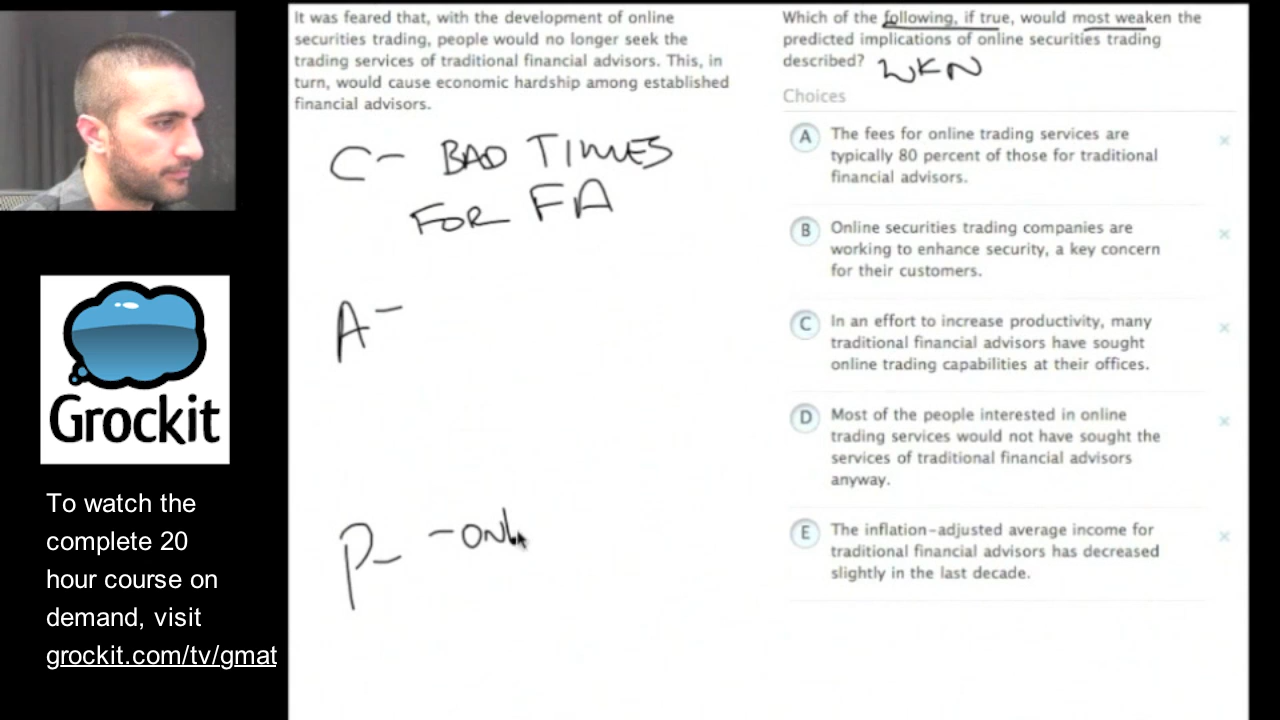 It was feared that, with the development of online
securities trading, people would no longer seek the
trading services of traditional financial advisors. This, in
turn, would cause economic hardship among established
financial advisors.
C- BAD TIMES
FOR FA
A-
P- -onl
Which of the following, if true, would most weaken the
predicted implications of online securities trading
described?
WKN
Choices
A The fees for online trading services are
typically 80 percent of those for traditional
financial advisors.
B Online securities trading companies are
working to enhance security, a key concern
for their customers.
C In an effort to increase productivity, many
traditional financial advisors have sought
online trading capabilities at their offices.
D Most of the people interested in online
trading services would not have sought the
services of traditional financial advisors
anyway.
E The inflation-adjusted average income for
traditional financial advisors has decreased
slightly in the last decade.
Grockit
To watch the
complete 20
hour course on
demand, visit
grockit.com/tv/gmat